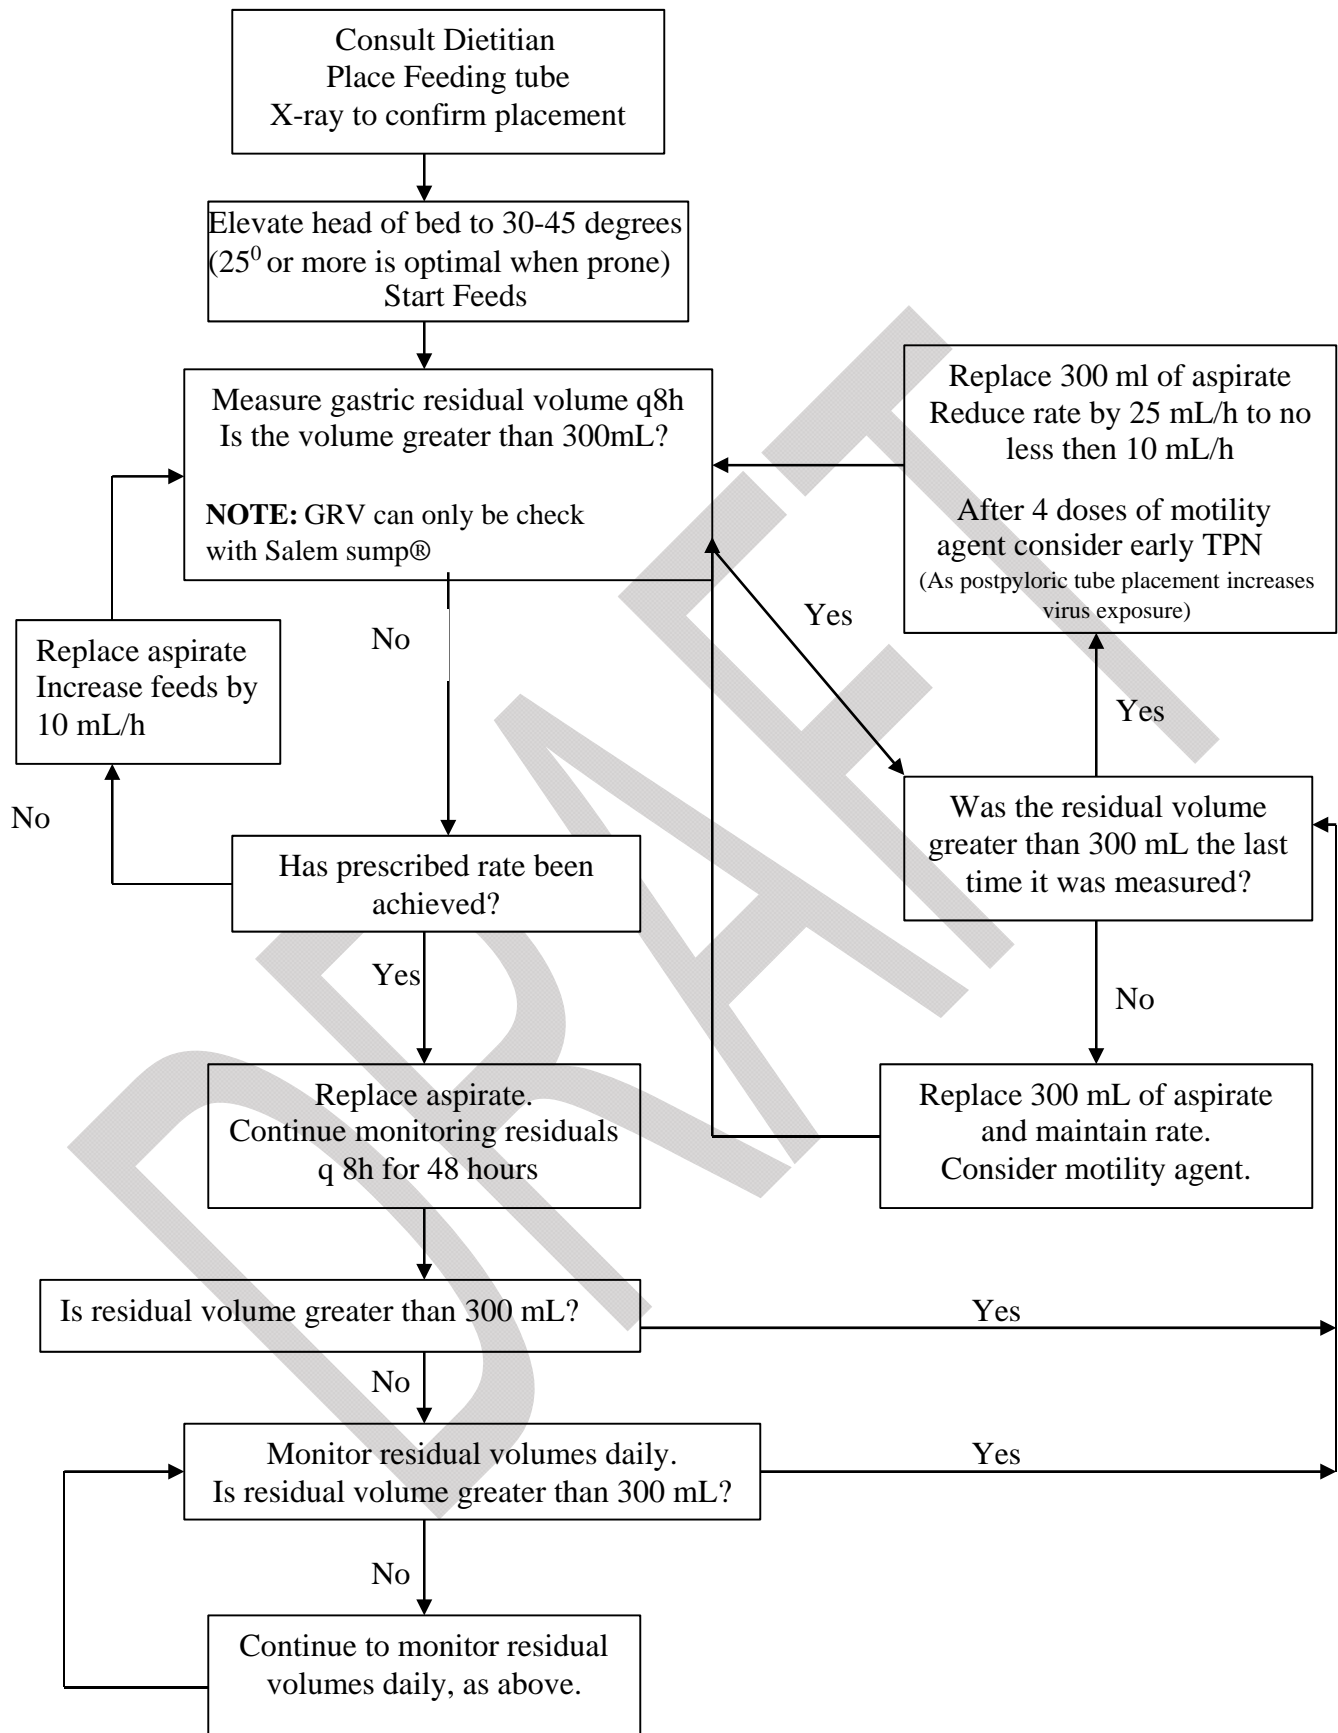 Consult Dietitian
Place Feeding tube
X-ray to confirm placement
Elevate head of bed to 30-45 degrees
(25⁰ or more is optimal when prone)
Start Feeds
Measure gastric residual volume q8h
Is the volume greater than 300mL?
NOTE: GRV can only be check
with Salem sump®
Replace 300 ml of aspirate
Reduce rate by 25 mL/h to no
less then 10 mL/h
After 4 doses of motility
agent consider early TPN
(As postpyloric tube placement increases
virus exposure)
Yes
No
Replace aspirate
Increase feeds by
10 mL/h
Yes
No
Has prescribed rate been
achieved?
Was the residual volume
greater than 300 mL the last
time it was measured?
Yes
No
Replace aspirate.
Continue monitoring residuals
q 8h for 48 hours
Replace 300 mL of aspirate
and maintain rate.
Consider motility agent.
Is residual volume greater than 300 mL?
Yes
No
Monitor residual volumes daily.
Is residual volume greater than 300 mL?
Yes
No
Continue to monitor residual
volumes daily, as above.
DRAFT